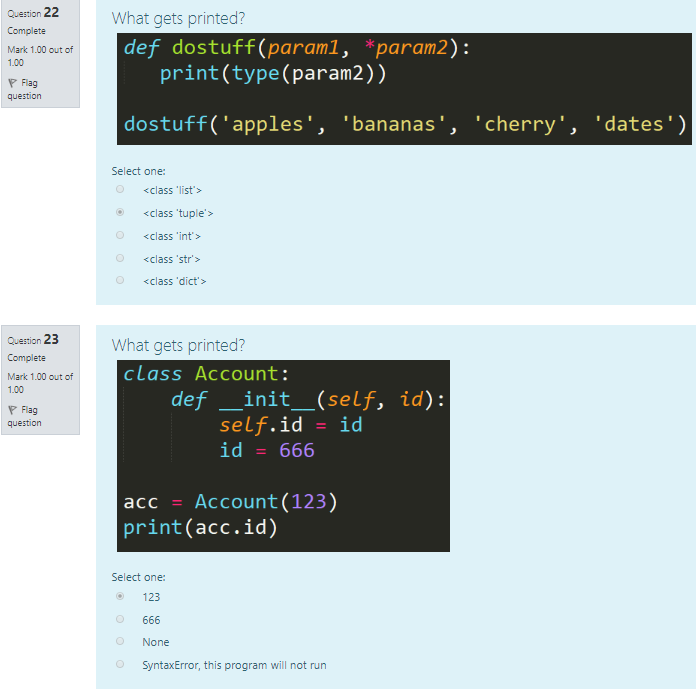 Question 22
Complete
Mark 1.00 out of
1.00
Flag
question
What gets printed?
def dostuff(param1, *param2):
   print(type(param2))
dostuff('apples', 'bananas', 'cherry', 'dates')
Select one:
<class 'list'>
<class 'tuple'>
<class 'int'>
<class 'str'>
<class 'dict'>
Question 23
Complete
Mark 1.00 out of
1.00
Flag
question
What gets printed?
class Account:
    def __init__(self, id):
        self.id = id
        id = 666
acc = Account(123)
print(acc.id)
Select one:
123
666
None
SyntaxError, this program will not run